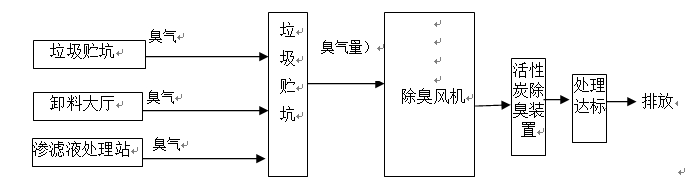 垃圾贮坑
臭气
卸料大厅
臭气
渗滤液处理站
臭气
垃
圾
贮
坑
臭气量）
除臭风机
活性
炭除
臭装
置
处理
达标
排放